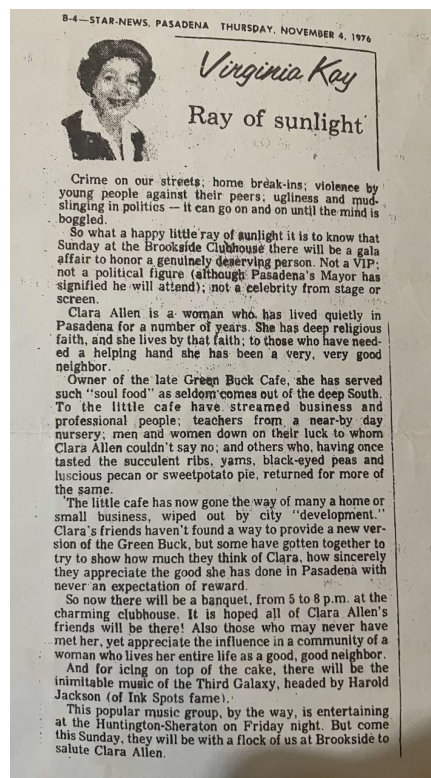 B-4—STAR-NEWS, PASADENA THURSDAY, NOVEMBER 4, 1976
Virginia Kay
Ray of sunlight
Crime on our streets; home break-ins; violence by
young people against their peers; ugliness and mud-
slinging in politics — it can go on and on until the mind is
boggled.
So what a happy little ray of sunlight it is to know that
Sunday at the Brookside Clubhouse there will be a gala
affair to honor a genuinely deserving person. Not a VIP;
not a political figure (although Pasadena's Mayor has
signified he will attend); not a celebrity from stage or
screen.
Clara Allen is a woman who has lived quietly in
Pasadena for a number of years. She has deep religious
faith, and she lives by that faith; to those who have need-
ed a helping hand she has been a very, very good
neighbor.
Owner of the late Green Buck Cafe, she has served
such "soul food" as seldom comes out of the deep South.
To the little cafe have streamed business and
professional people; teachers from a near-by day
nursery; men and women down on their luck to whom
Clara Allen couldn't say no; and others who, having once
tasted the succulent ribs, yams, black-eyed peas and
luscious pecan or sweetpotato pie, returned for more of
the same.
The little cafe has now gone the way of many a home or
small business, wiped out by city "development."
Clara's friends haven't found a way to provide a new ver-
sion of the Green Buck, but some have gotten together to
try to show how much they think of Clara, how sincerely
they appreciate the good she has done in Pasadena with
never an expectation of reward.
So now there will be a banquet, from 5 to 8 p.m. at the
charming clubhouse. It is hoped all of Clara Allen's
friends will be there! Also those who may never have
met her, yet appreciate the influence in a community of a
woman who lives her entire life as a good, good neighbor.
And for icing on top of the cake, there will be the
inimitable music of the Third Galaxy, headed by Harold
Jackson (of Ink Spots fame).
This popular music group, by the way, is entertaining
at the Huntington-Sheraton on Friday night. But come
this Sunday, they will be with a flock of us at Brookside to
salute Clara Allen.